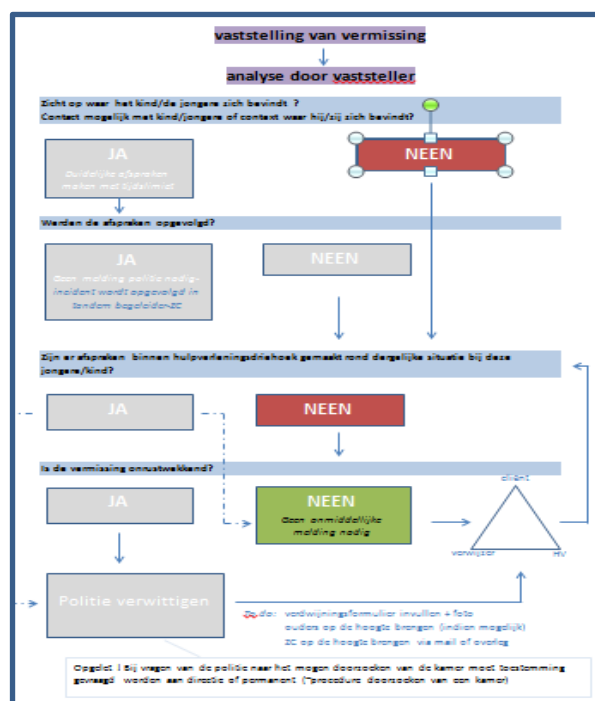 vaststelling van vermissing
analyse door vaststeller
Zicht op waar het kind/de jongere zich bevindt ?
Contact mogelijk met kind/jongere of context waar hij/zij zich bevindt?
JA
Duidelijke afspraken
maken met tijdslimiet
NEEN
Werden de afspraken opgevolgd?
JA
Geen melding politie nodig-
incident wordt opgevolgd in
tandem begeleider-ZC
NEEN
Zijn er afspraken binnen hulpverleningsdriehoek gemaakt rond dergelijke situatie bij deze
jongere/kind?
JA
NEEN
Is de vermissing onrustwekkend?
JA
NEEN
Geen onmiddellijke
melding nodig
cliënt
verwijzer
HV
Politie verwittigen
To do: verdwijningsformulier invullen + foto
ouders op de hoogte brengen (indien mogelijk)
ZC op de hoogte brengen via mail of overleg
Opgelet ! Bij vragen van de politie naar het mogen doorzoeken van de kamer moet toestemming
gevraagd worden aan directie of permanent (~procedure doorzoeken van een kamer)